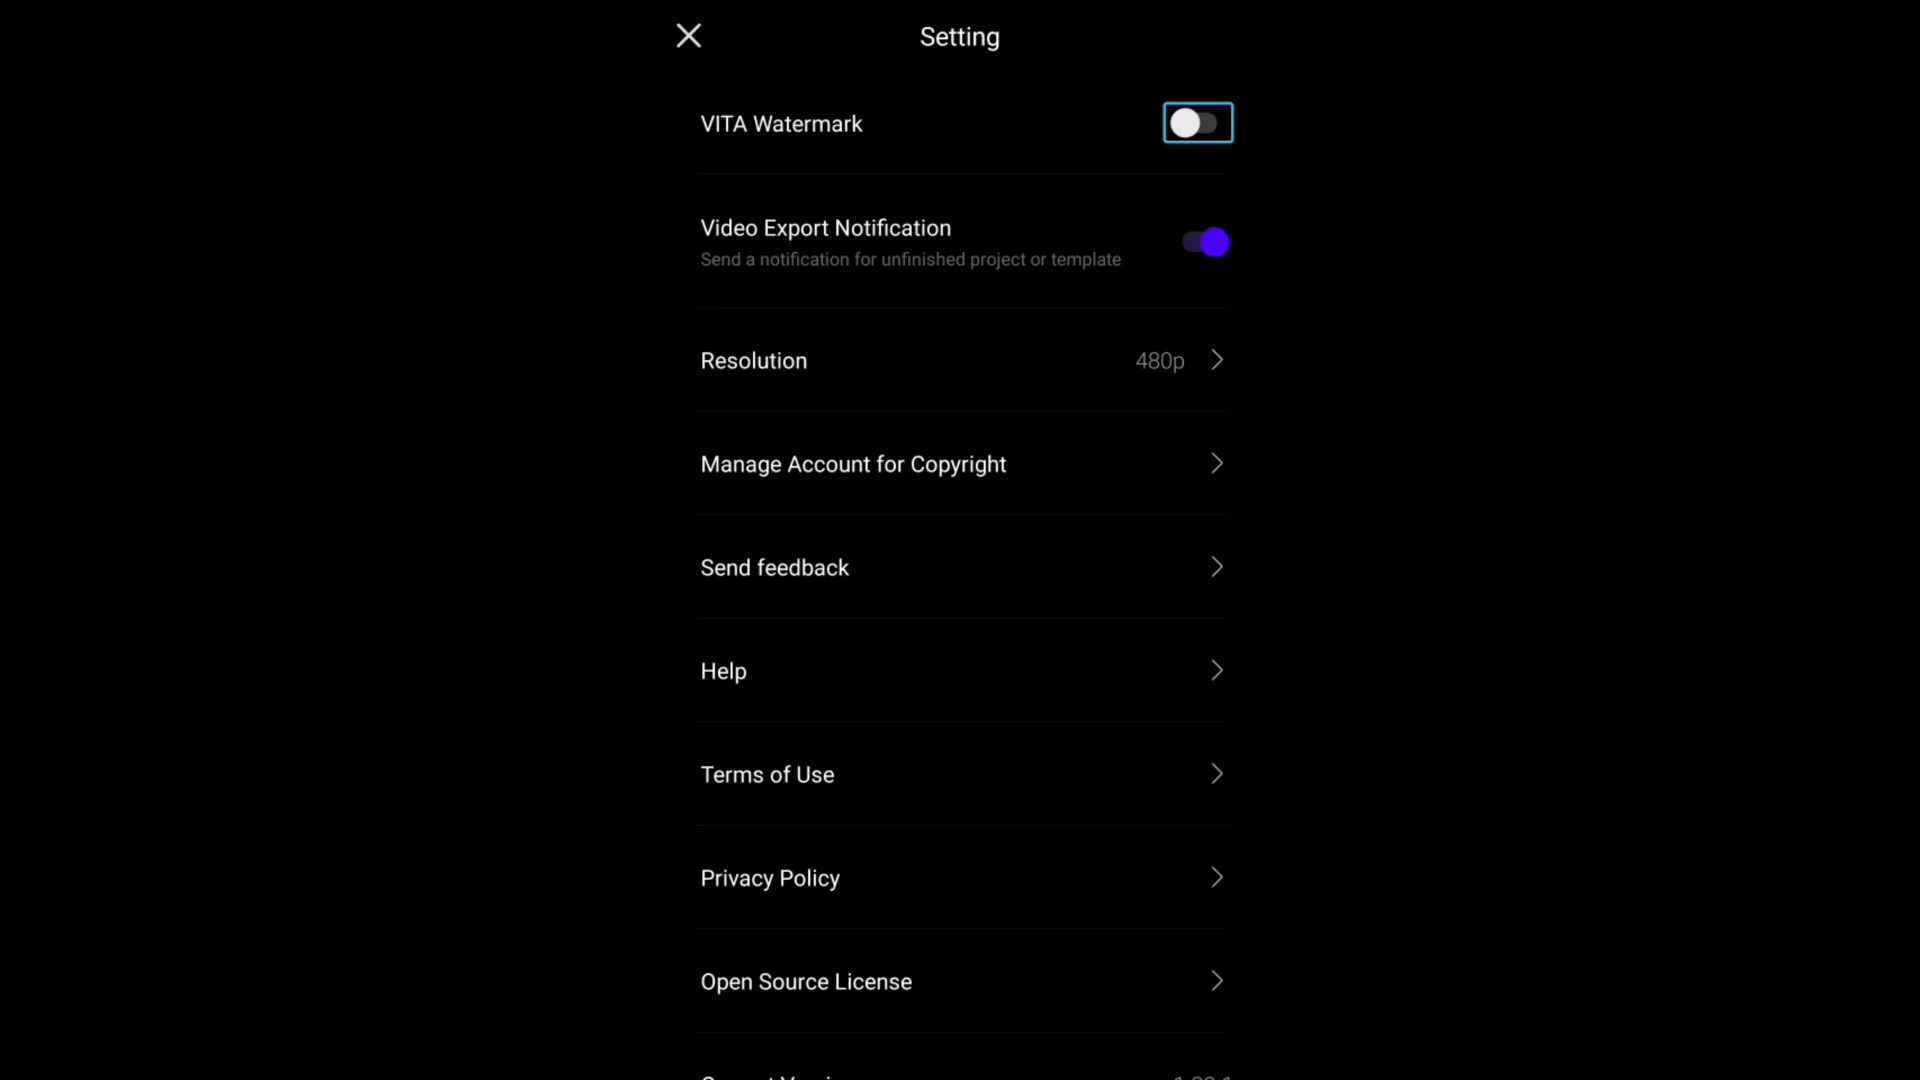 Setting
VITA Watermark
Video Export Notification
Send a notification for unfinished project or template
Resolution 480p
Manage Account for Copyright
Send feedback
Help
Terms of Use
Privacy Policy
Open Source License